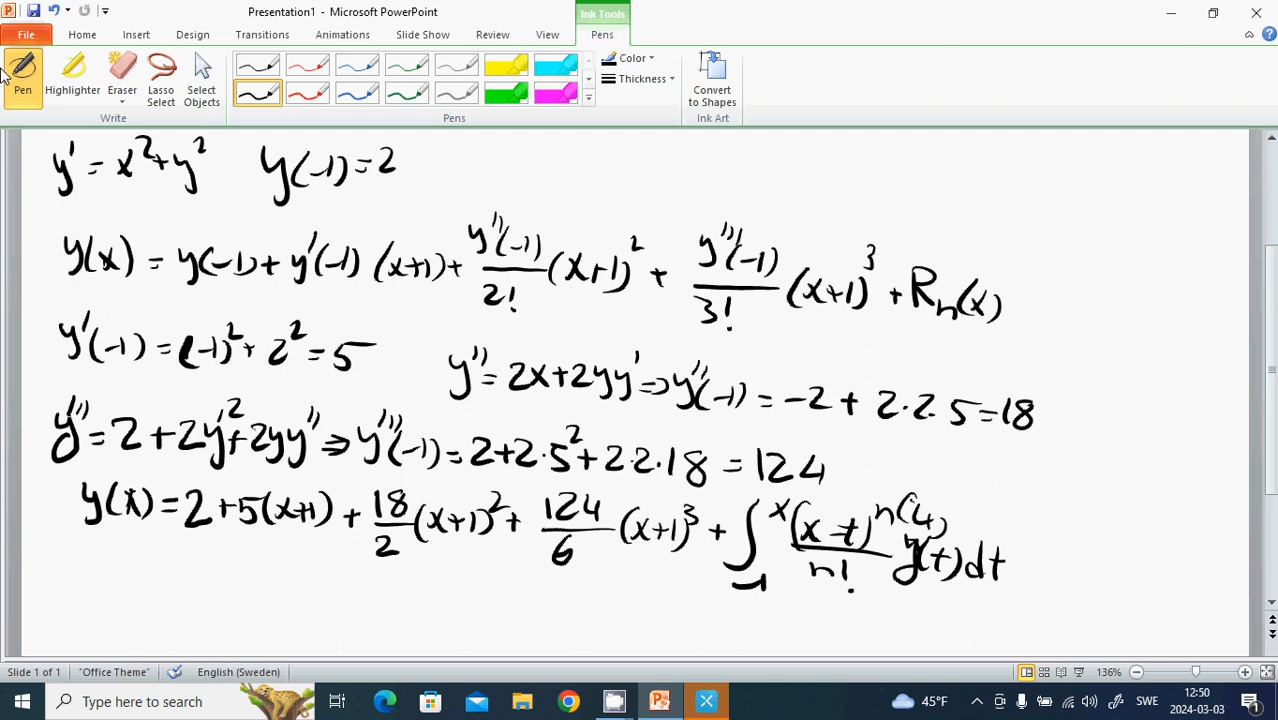 Presentation1 - Microsoft PowerPoint
Ink Tools
File Home Insert Design Transitions Animations Slide Show Review View Pens
Pen Highlighter Eraser Lasso Select Select Objects
Color
Thickness
Convert to Shapes
Write Pens Ink Art
y' = x²+y² y(-1)=2
y(x) = y(-1)+ y'(-1) (x+1)+ y''(-1)/2! (x+1)² + y'''(-1)/3! (x+1)³ + Rₙ(x)
y'(-1) = (-1)²+ 2² = 5
y'' = 2x+2yy' => y''(-1) = -2 + 2·2·5=18
y''' = 2+2y'²+2yy'' => y'''(-1) = 2+2·5²+2·2·18 = 124
y(x) = 2+5(x+1) + 18/2 (x+1)² + 124/6 (x+1)³ + ∫₋₁ˣ (x-t)ⁿ/n! y⁽⁴⁾(t)dt
Slide 1 of 1 "Office Theme" English (Sweden) 136%
Type here to search 45°F SWE 12:50
2024-03-03